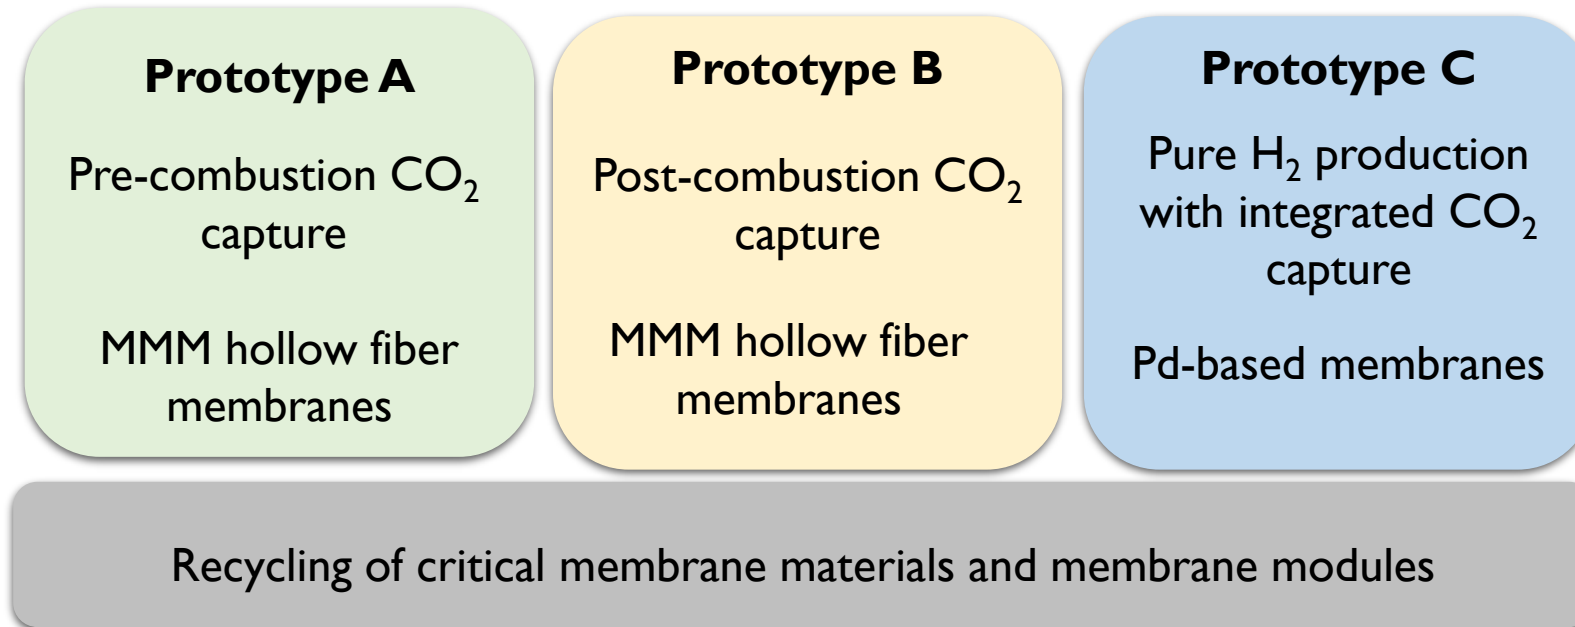 Prototype A
Pre-combustion CO₂
capture
MMM hollow fiber
membranes
Prototype B
Post-combustion CO₂
capture
MMM hollow fiber
membranes
Prototype C
Pure H₂ production
with integrated CO₂
capture
Pd-based membranes
Recycling of critical membrane materials and membrane modules